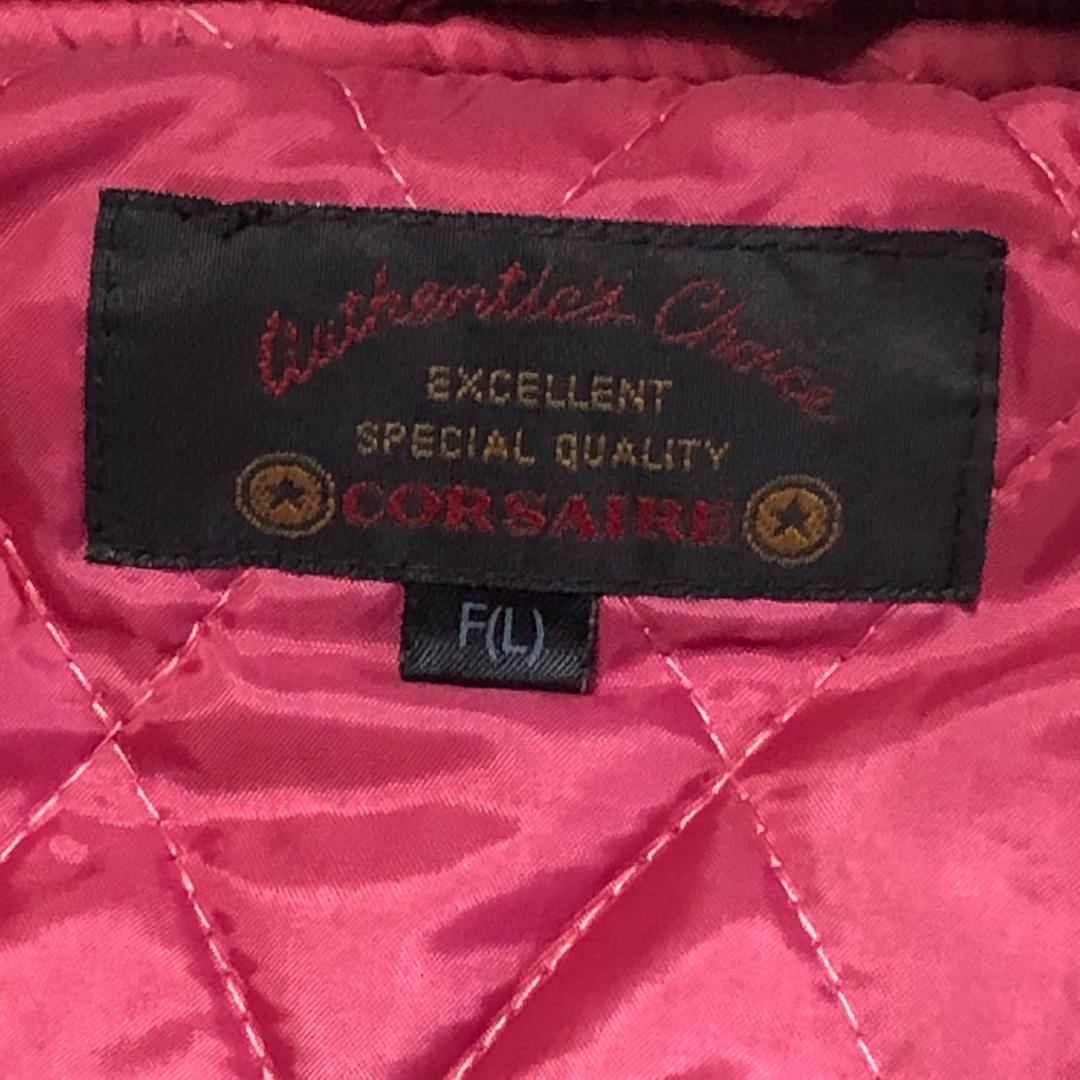 Authentic's Choice
EXCELLENT
SPECIAL QUALITY
CORSAIRE
F(L)